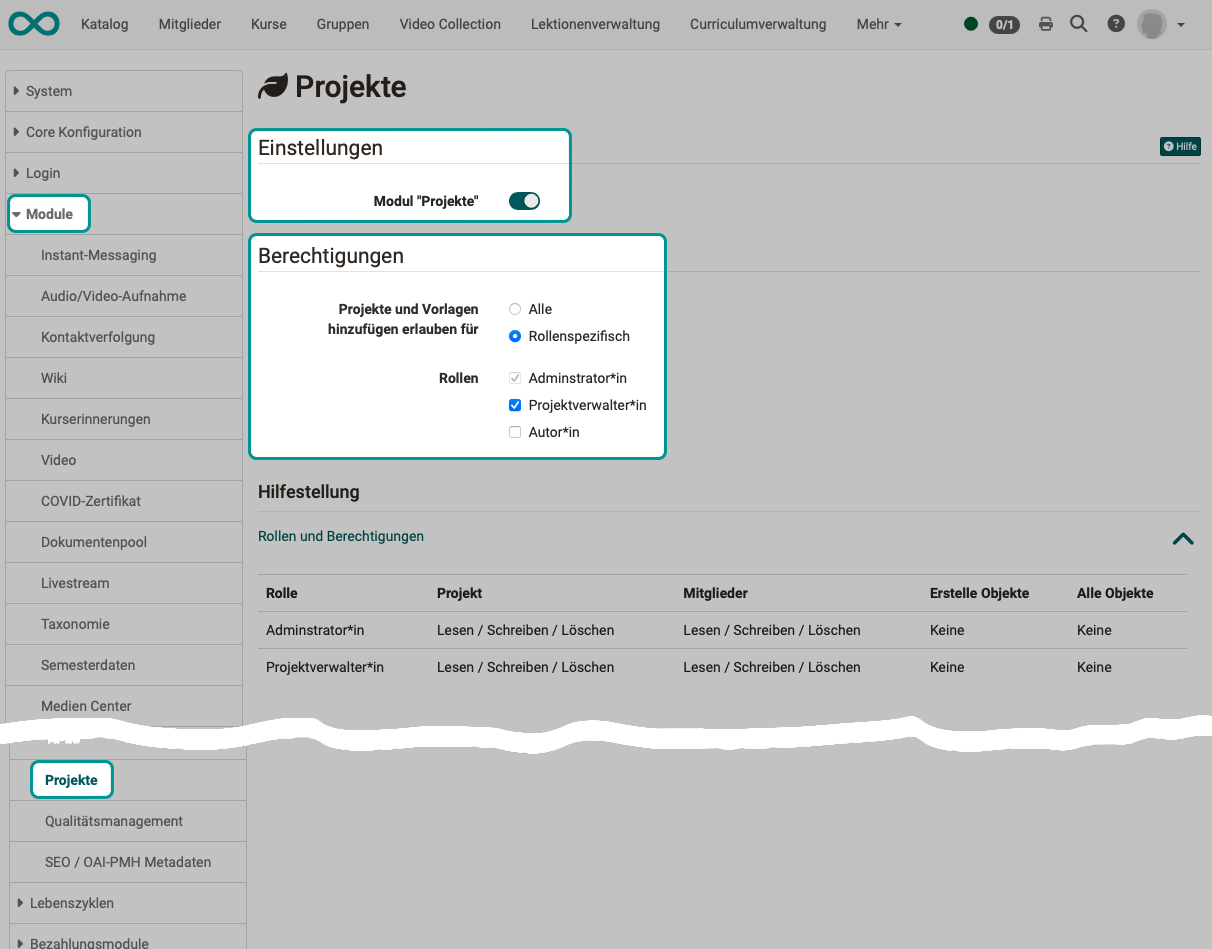 Katalog Mitglieder Kurse Gruppen Video Collection Lektionenverwaltung Curriculumverwaltung Mehr 0/1
System
Core Konfiguration
Login
Module
Instant-Messaging
Audio/Video-Aufnahme
Kontaktverfolgung
Wiki
Kurserinnerungen
Video
COVID-Zertifikat
Dokumentenpool
Livestream
Taxonomie
Semesterdaten
Medien Center
Projekte
Qualitätsmanagement
SEO / OAI-PMH Metadaten
Lebenszyklen
Bezahlungsmodule
Projekte
Einstellungen
Hilfe
Modul "Projekte"
Berechtigungen
Projekte und Vorlagen
hinzufügen erlauben für
Alle
Rollenspezifisch
Rollen
Adminstrator*in
Projektverwalter*in
Autor*in
Hilfestellung
Rollen und Berechtigungen
Rolle Projekt Mitglieder Erstelle Objekte Alle Objekte
Adminstrator*in Lesen / Schreiben / Löschen Lesen / Schreiben / Löschen Keine Keine
Projektverwalter*in Lesen / Schreiben / Löschen Lesen / Schreiben / Löschen Keine Keine